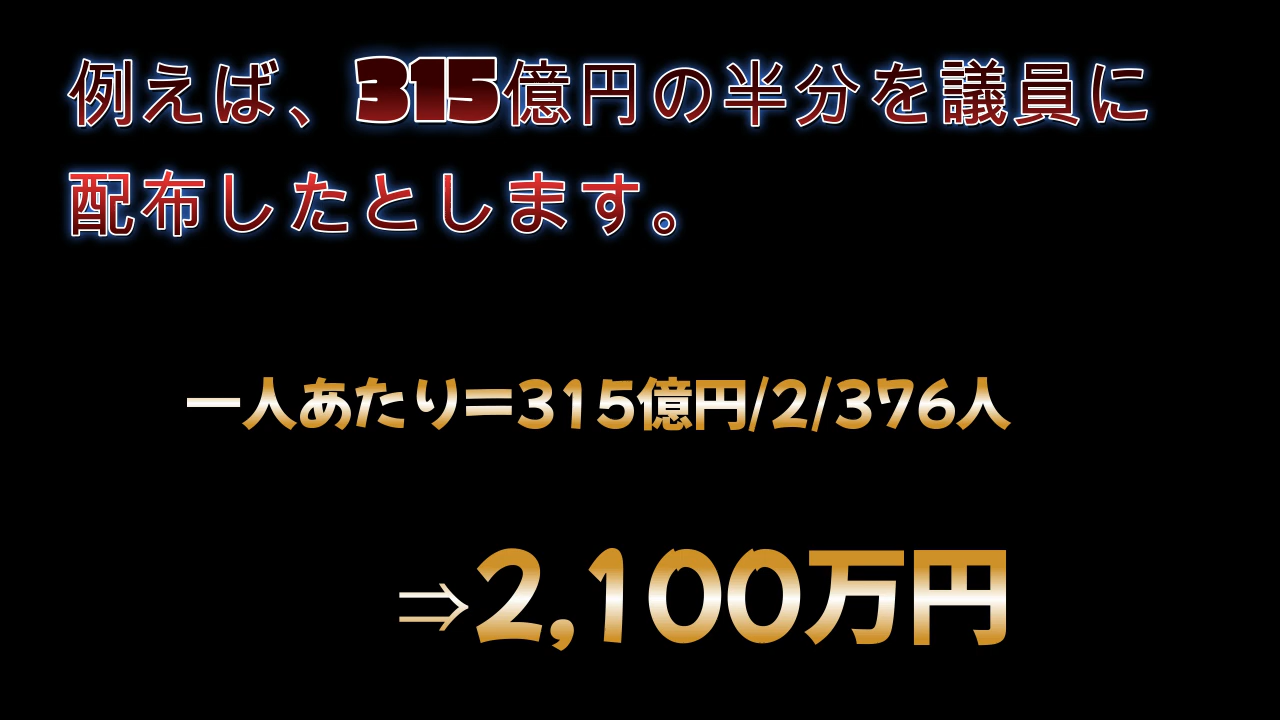 例えば、315億円の半分を議員に
配布したとします。
一人あたり＝315億円/2/376人
⇒2,100万円